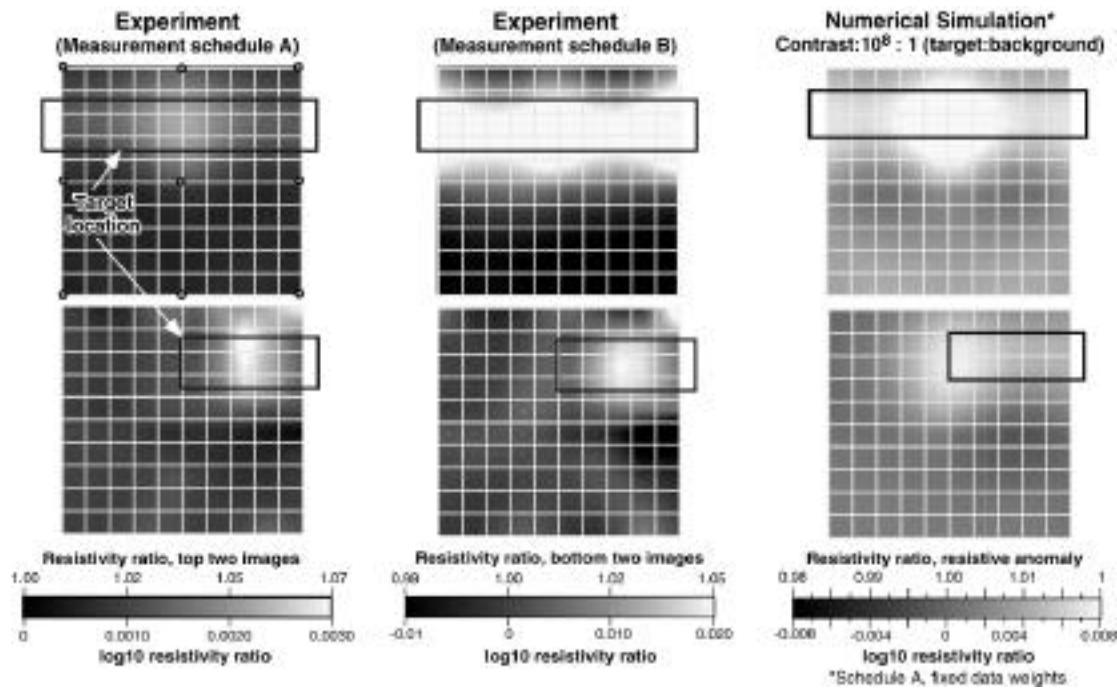 Experiment
(Measurement schedule A)
Experiment
(Measurement schedule B)
Numerical Simulation*
Contrast:10⁸ : 1 (target:background)
Target
location
Resistivity ratio, top two images
1.00 1.02 1.05 1.07
0 0.0010 0.0020 0.0030
log10 resistivity ratio
Resistivity ratio, bottom two images
0.98 1.00 1.02 1.05
-0.01 0 0.010 0.020
log10 resistivity ratio
Resistivity ratio, resistive anomaly
0.98 0.99 1.00 1.01 1
-0.008 -0.004 0 0.004 0.008
log10 resistivity ratio
*Schedule A, fixed data weights